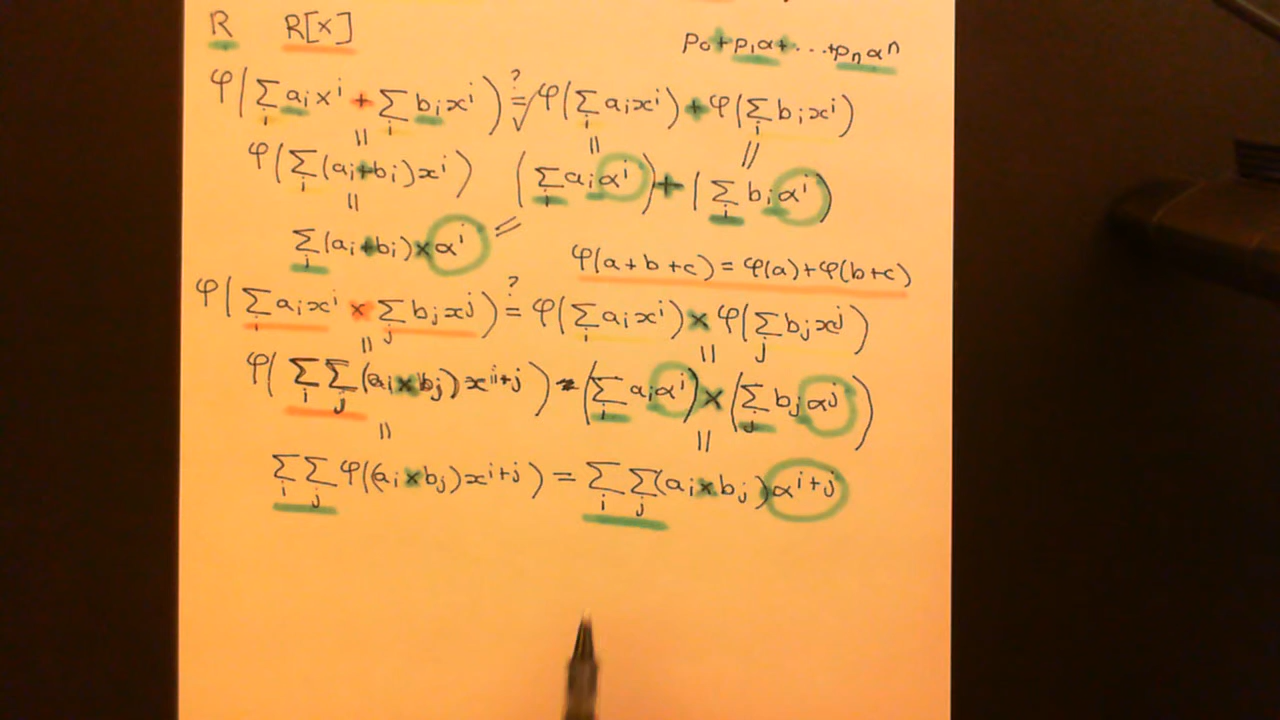 R R[x]
p₀+p₁α+...+pₙαⁿ
φ(∑ᵢ aᵢxⁱ + ∑ᵢ bᵢxⁱ) ?= √ φ(∑ᵢ aᵢxⁱ) + φ(∑ᵢ bᵢxⁱ)
|| || //
φ(∑ᵢ (aᵢ+bᵢ)xⁱ) (∑ᵢ aᵢαⁱ) + (∑ᵢ bᵢαⁱ)
|| //
∑ᵢ (aᵢ+bᵢ)×αⁱ
φ(a+b+c) = φ(a)+φ(b+c)
φ(∑ᵢ aᵢxⁱ × ∑ⱼ bⱼxʲ) ?= φ(∑ᵢ aᵢxⁱ) × φ(∑ⱼ bⱼxʲ)
|| ||
φ(∑ᵢ ∑ⱼ (aᵢ×bⱼ)xⁱ⁺ʲ) = (∑ᵢ aᵢαⁱ) × (∑ⱼ bⱼαʲ)
|| ||
∑ᵢ ∑ⱼ φ((aᵢ×bⱼ)xⁱ⁺ʲ) = ∑ᵢ ∑ⱼ (aᵢ×bⱼ)αⁱ⁺ʲ